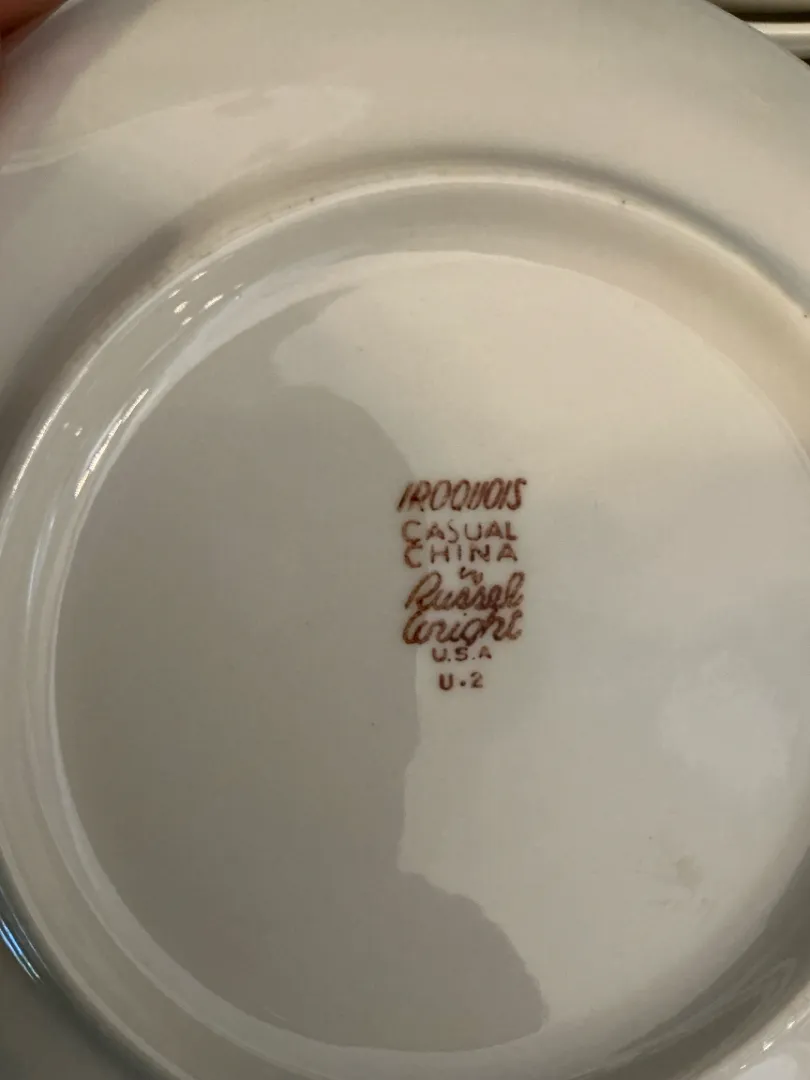 IROQUOIS
CASUAL
CHINA
by
Russel
Wright
U.S.A
U.2